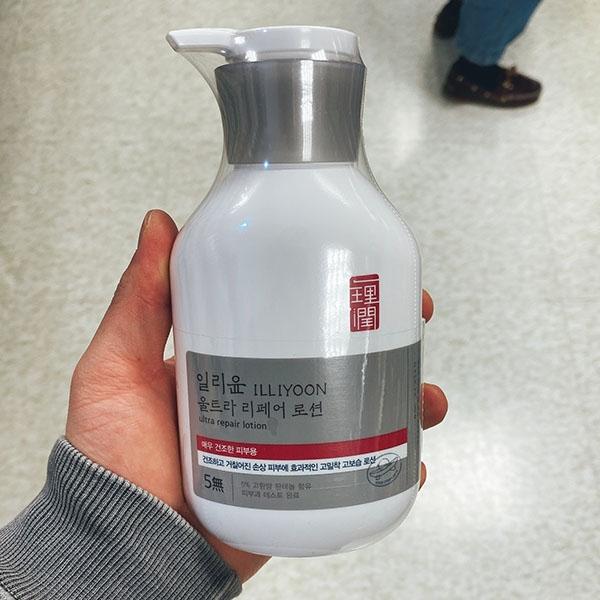 一理潤
일리윤 ILLIYOON
울트라 리페어 로션
ultra repair lotion
매우 건조한 피부용
건조하고 거칠어진 손상 피부에 효과적인 고밀착 고보습 로션
5無
5% 고함량 판테놀 함유
피부과 테스트 완료